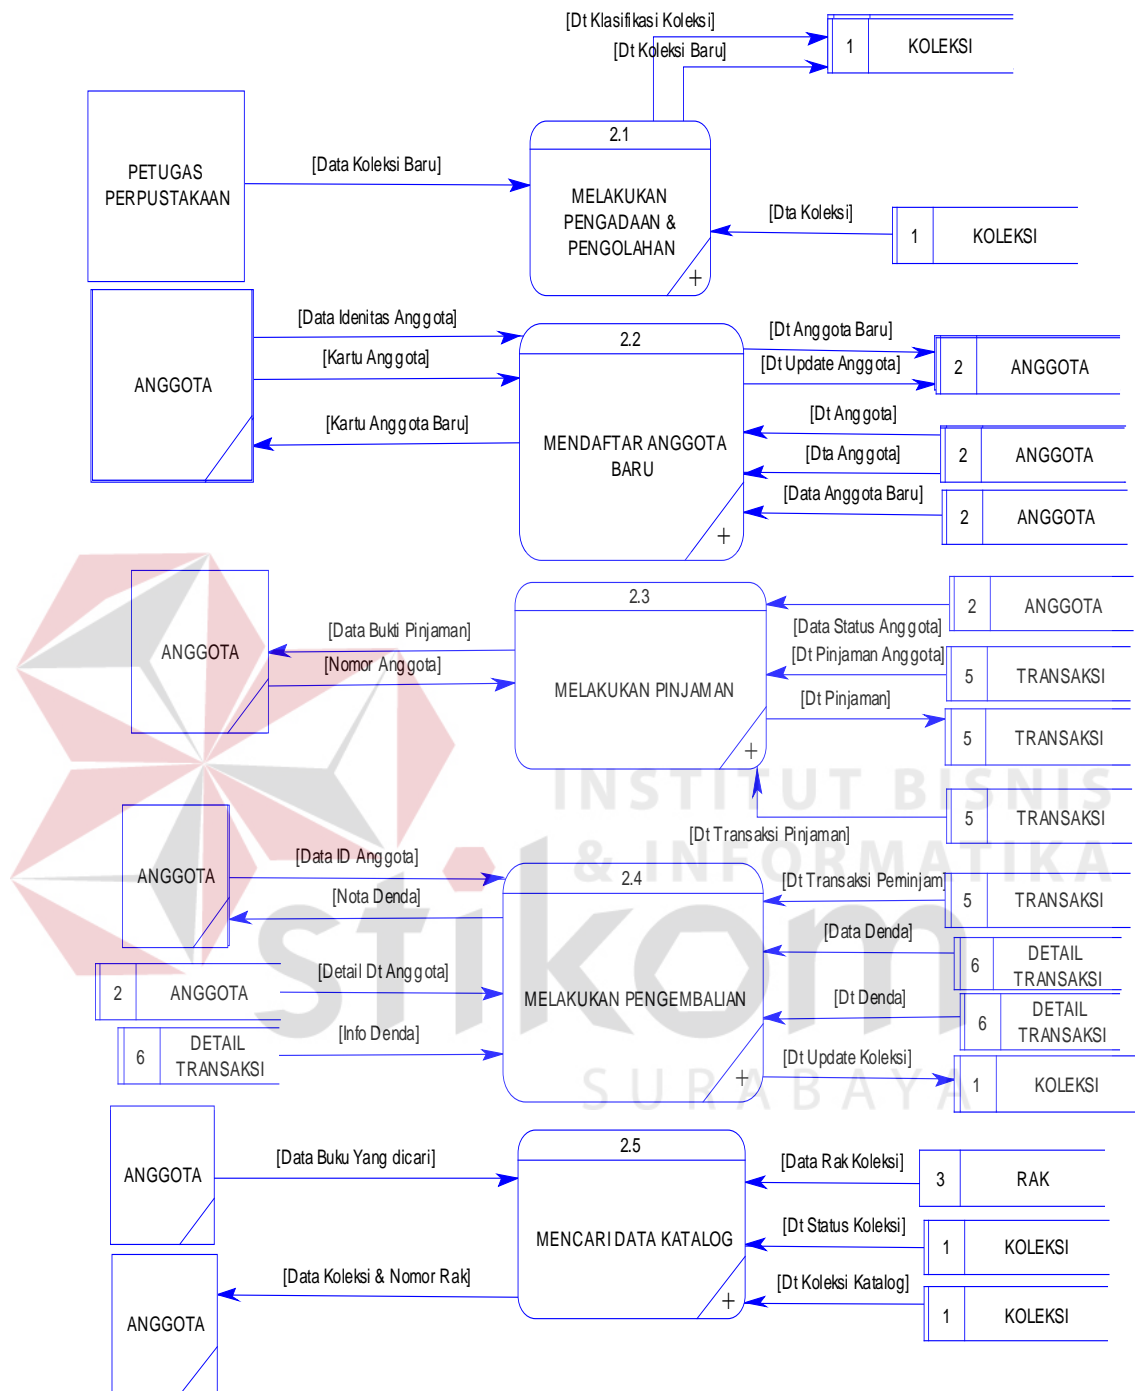 [Dt Klasifikasi Koleksi]
[Dt Koleksi Baru]
1 KOLEKSI
PETUGAS
PERPUSTAKAAN
[Data Koleksi Baru]
2.1
MELAKUKAN
PENGADAAN &
PENGOLAHAN
+
[Dta Koleksi]
1 KOLEKSI
ANGGOTA
[Data Idenitas Anggota]
[Kartu Anggota]
[Kartu Anggota Baru]
2.2
MENDAFTAR ANGGOTA
BARU
+
[Dt Anggota Baru]
[Dt Update Anggota]
2 ANGGOTA
[Dt Anggota]
[Dta Anggota]
2 ANGGOTA
[Data Anggota Baru]
2 ANGGOTA
ANGGOTA
[Data Bukti Pinjaman]
[Nomor Anggota]
2.3
MELAKUKAN PINJAMAN
+
2 ANGGOTA
[Data Status Anggota]
[Dt Pinjaman Anggota]
5 TRANSAKSI
[Dt Pinjaman]
5 TRANSAKSI
INSTITUT BISNIS
& INFORMATIKA
5 TRANSAKSI
[Dt Transaksi Pinjaman]
ANGGOTA
[Data ID Anggota]
[Nota Denda]
2 ANGGOTA
[Detail Dt Anggota]
6 DETAIL
TRANSAKSI
[Info Denda]
2.4
MELAKUKAN PENGEMBALIAN
+
[Dt Transaksi Peminjam]
5 TRANSAKSI
[Data Denda]
6 DETAIL
TRANSAKSI
[Dt Denda]
6 DETAIL
TRANSAKSI
[Dt Update Koleksi]
1 KOLEKSI
stikom
SURABAYA
ANGGOTA
[Data Buku Yang dicari]
ANGGOTA
[Data Koleksi & Nomor Rak]
2.5
MENCARI DATA KATALOG
+
[Data Rak Koleksi]
3 RAK
[Dt Status Koleksi]
1 KOLEKSI
[Dt Koleksi Katalog]
1 KOLEKSI